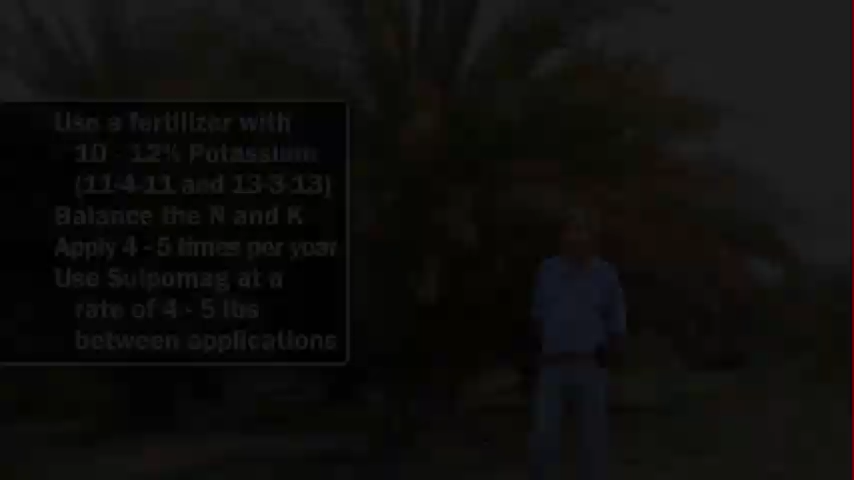 Use a fertilizer with
10 - 12% Potassium
(11-4-11 and 13-3-13)
Balance the N and K
Apply 4 - 5 times per year
Use Sulpomag at a
rate of 4 - 5 lbs
between applications